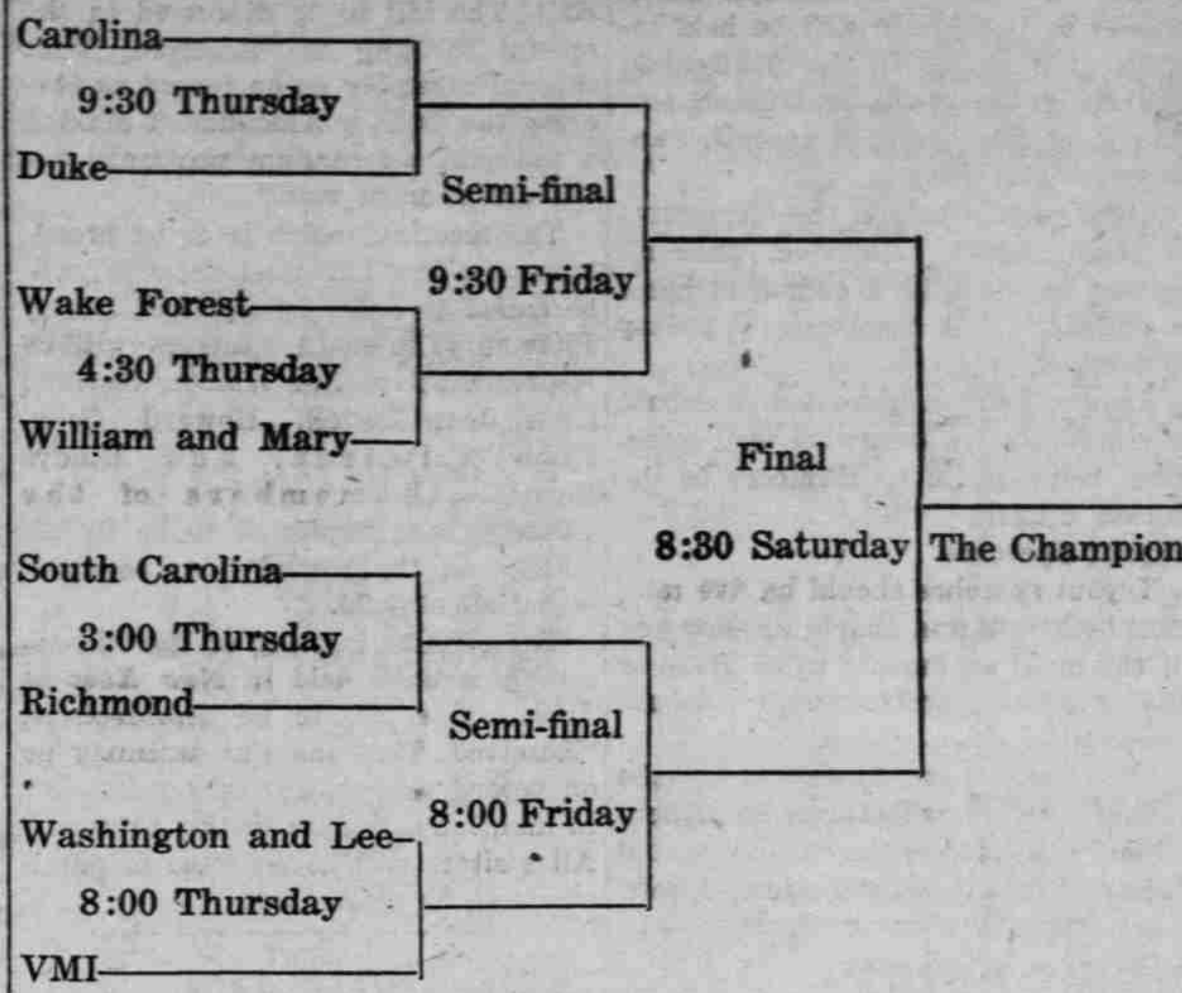 Carolina
9:30 Thursday
Duke
Semi-final
9:30 Friday
Wake Forest
4:30 Thursday
William and Mary
Final
8:30 Saturday
The Champion
South Carolina
3:00 Thursday
Richmond
Semi-final
8:00 Friday
Washington and Lee
8:00 Thursday
VMI